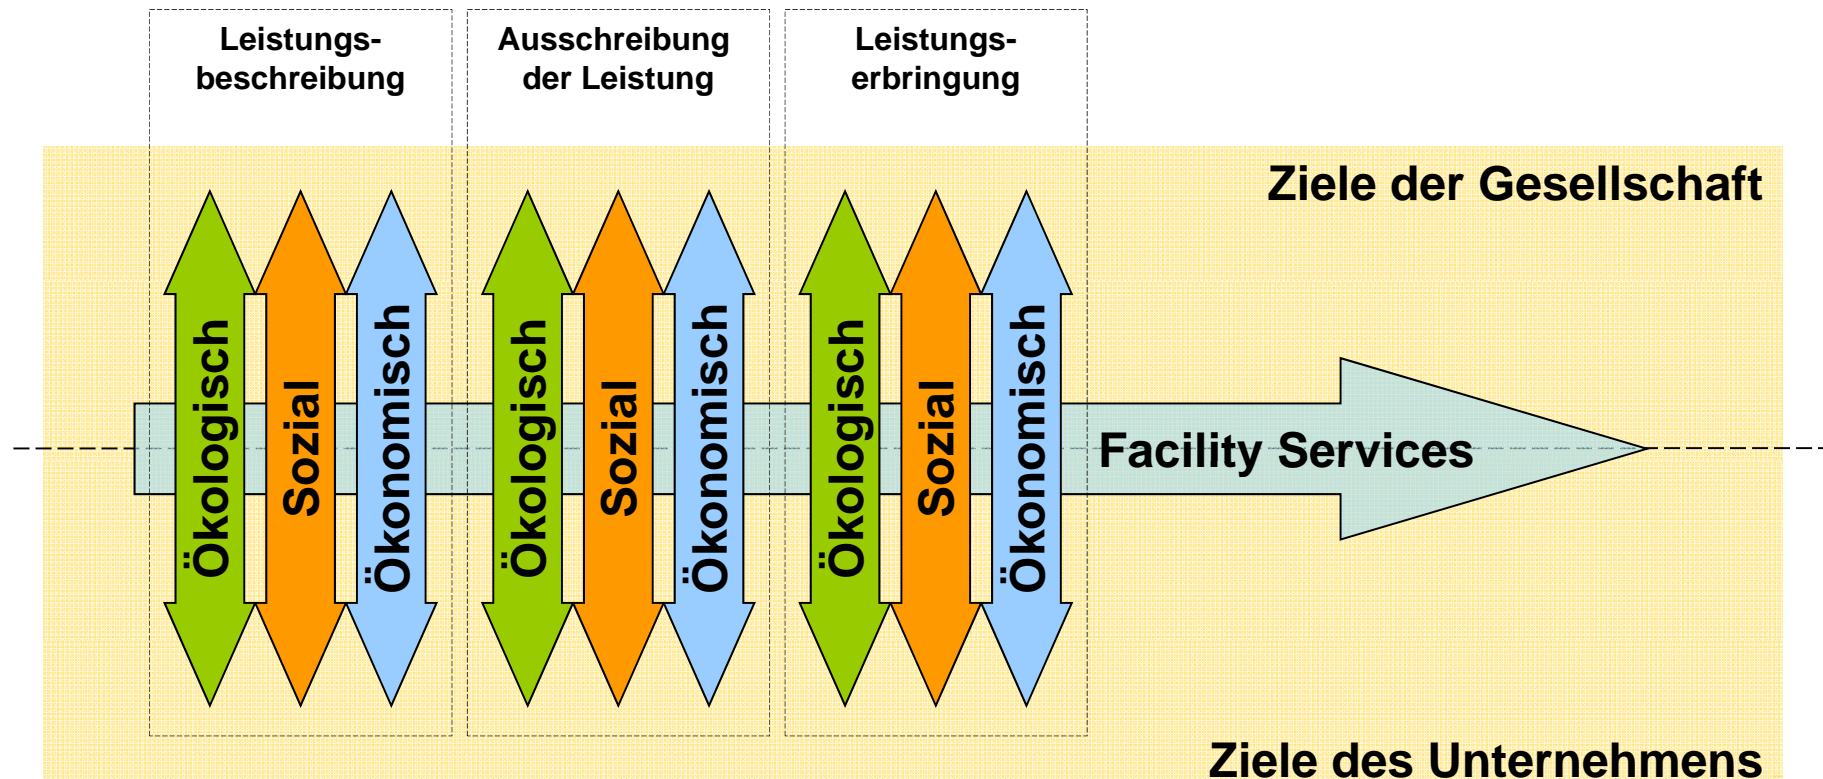 Leistungs-
beschreibung
Ausschreibung
der Leistung
Leistungs-
erbringung
Ziele der Gesellschaft
Ökologisch
Sozial
Ökonomisch
Ökologisch
Sozial
Ökonomisch
Ökologisch
Sozial
Ökonomisch
Facility Services
Ziele des Unternehmens